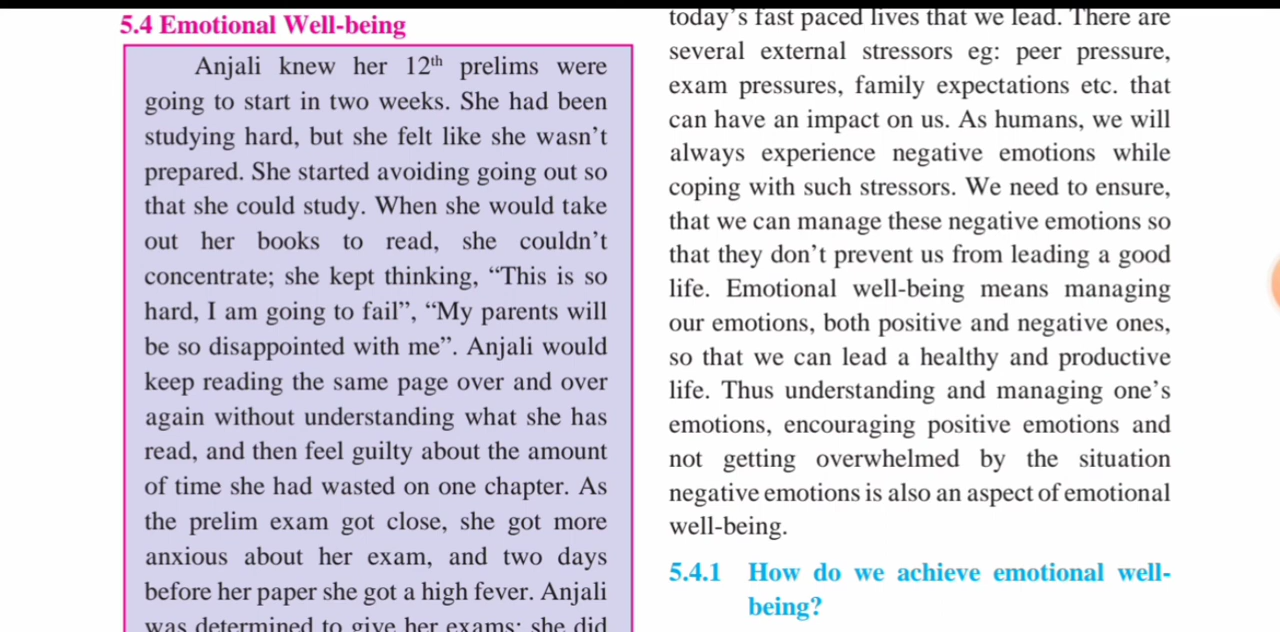 5.4 Emotional Well-being
Anjali knew her 12th prelims were
going to start in two weeks. She had been
studying hard, but she felt like she wasn’t
prepared. She started avoiding going out so
that she could study. When she would take
out her books to read, she couldn’t
concentrate; she kept thinking, “This is so
hard, I am going to fail”, “My parents will
be so disappointed with me”. Anjali would
keep reading the same page over and over
again without understanding what she has
read, and then feel guilty about the amount
of time she had wasted on one chapter. As
the prelim exam got close, she got more
anxious about her exam, and two days
before her paper she got a high fever. Anjali
was determined to give her exams; she did
today’s fast paced lives that we lead. There are
several external stressors eg: peer pressure,
exam pressures, family expectations etc. that
can have an impact on us. As humans, we will
always experience negative emotions while
coping with such stressors. We need to ensure,
that we can manage these negative emotions so
that they don’t prevent us from leading a good
life. Emotional well-being means managing
our emotions, both positive and negative ones,
so that we can lead a healthy and productive
life. Thus understanding and managing one’s
emotions, encouraging positive emotions and
not getting overwhelmed by the situation
negative emotions is also an aspect of emotional
well-being.
5.4.1 How do we achieve emotional well-
being?